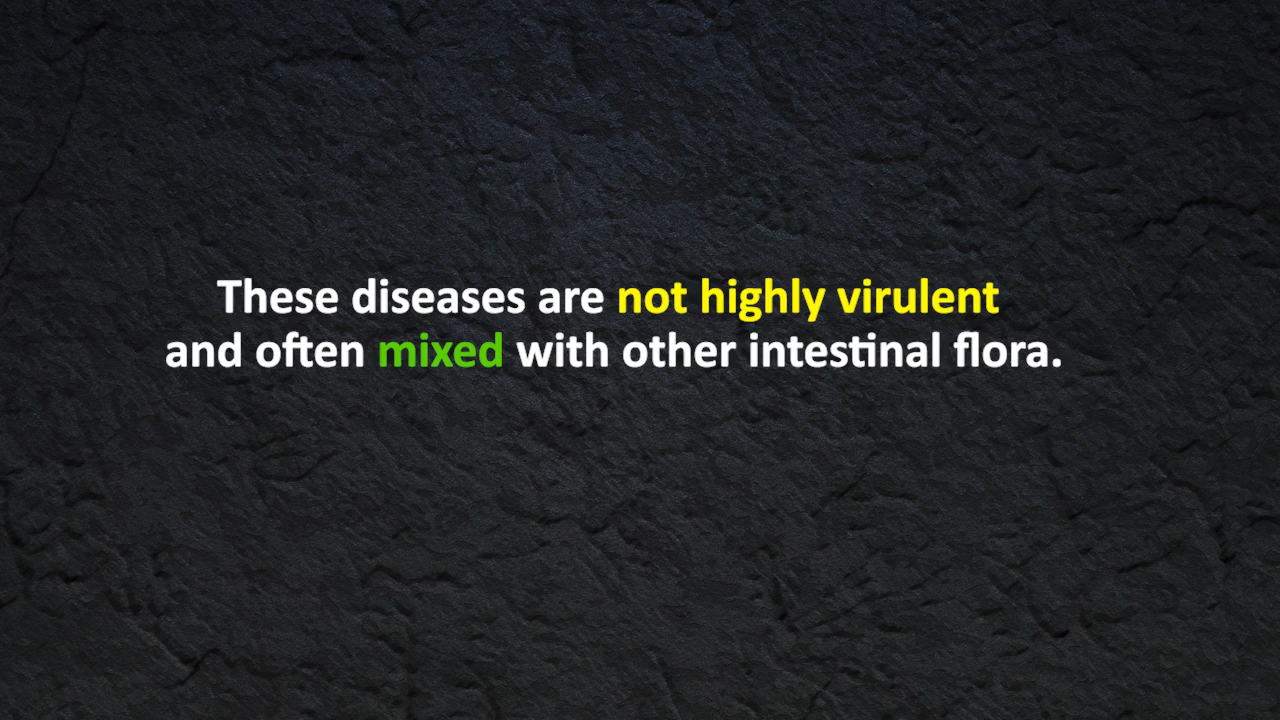 These diseases are not highly virulent
and often mixed with other intestinal flora.